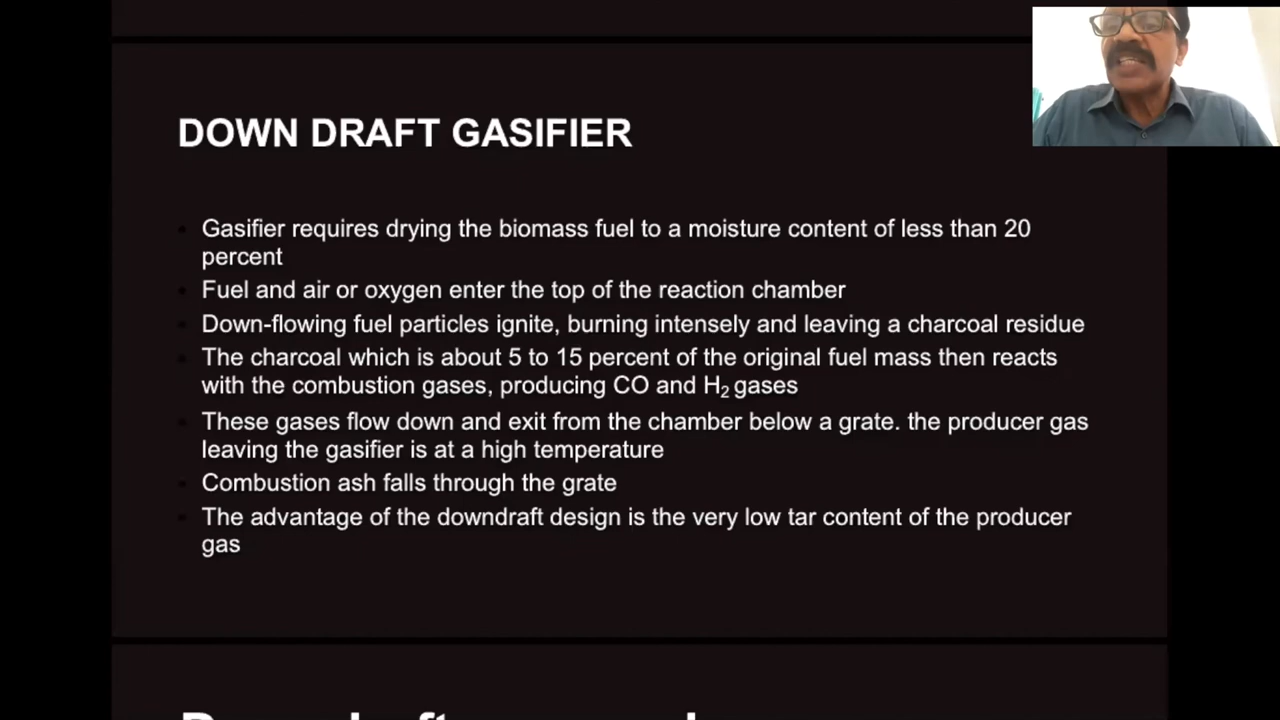 DOWN DRAFT GASIFIER
Gasifier requires drying the biomass fuel to a moisture content of less than 20
percent
Fuel and air or oxygen enter the top of the reaction chamber
Down-flowing fuel particles ignite, burning intensely and leaving a charcoal residue
The charcoal which is about 5 to 15 percent of the original fuel mass then reacts
with the combustion gases, producing CO and H₂ gases
These gases flow down and exit from the chamber below a grate. the producer gas
leaving the gasifier is at a high temperature
Combustion ash falls through the grate
The advantage of the downdraft design is the very low tar content of the producer
gas